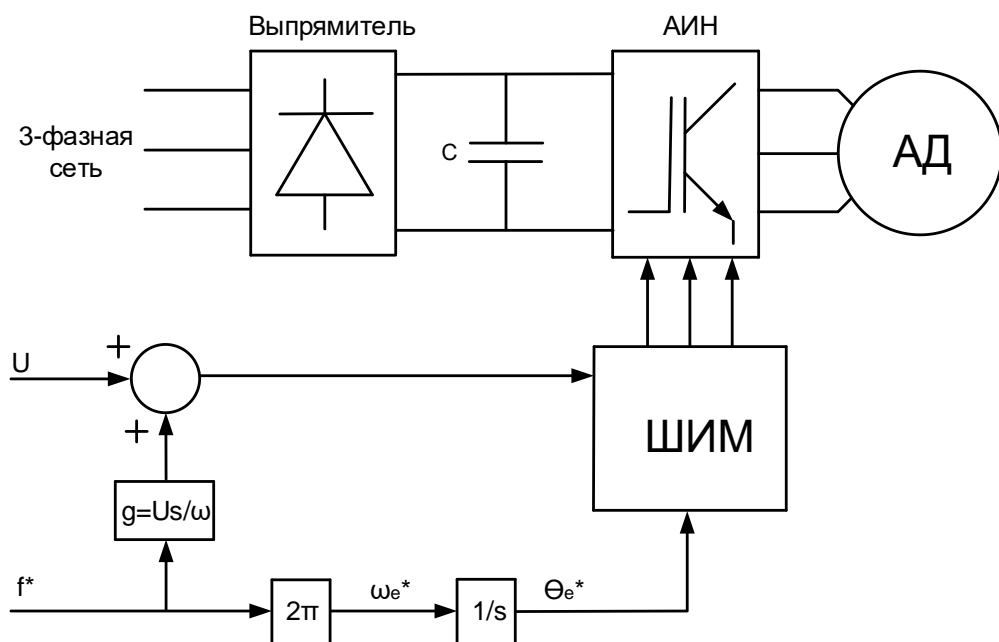 Выпрямитель
АИН
3-фазная
сеть
C
АД
U
+
+
ШИМ
g=Us/ω
f*
2π
ωe*
1/s
Θe*